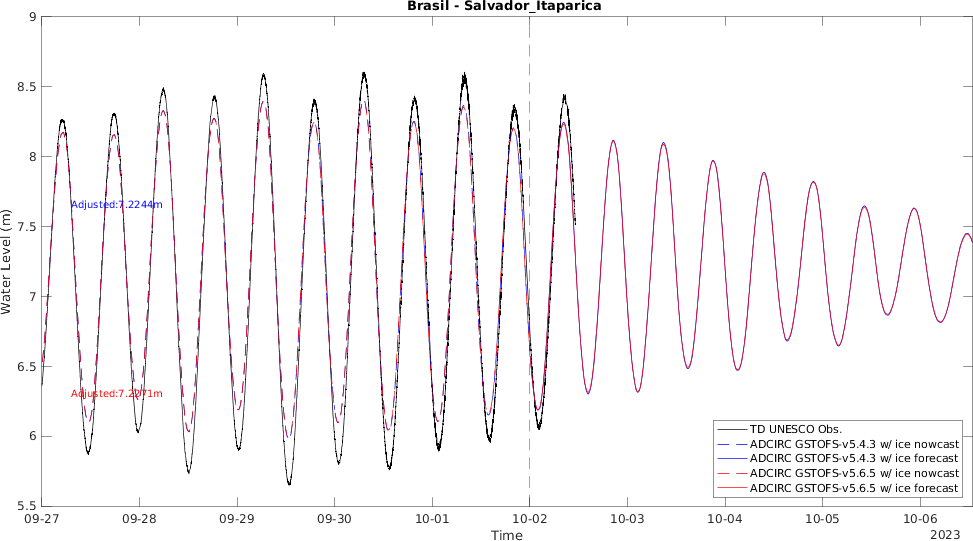 Brasil - Salvador_Itaparica
9
8.5
8
7.5
7
6.5
6
5.5
Water Level (m)
Adjusted:7.2244m
Adjusted:7.2271m
TD UNESCO Obs.
ADCIRC GSTOFS-v5.4.3 w/ ice nowcast
ADCIRC GSTOFS-v5.4.3 w/ ice forecast
ADCIRC GSTOFS-v5.6.5 w/ ice nowcast
ADCIRC GSTOFS-v5.6.5 w/ ice forecast
09-27 09-28 09-29 09-30 10-01 10-02 10-03 10-04 10-05 10-06
Time
2023